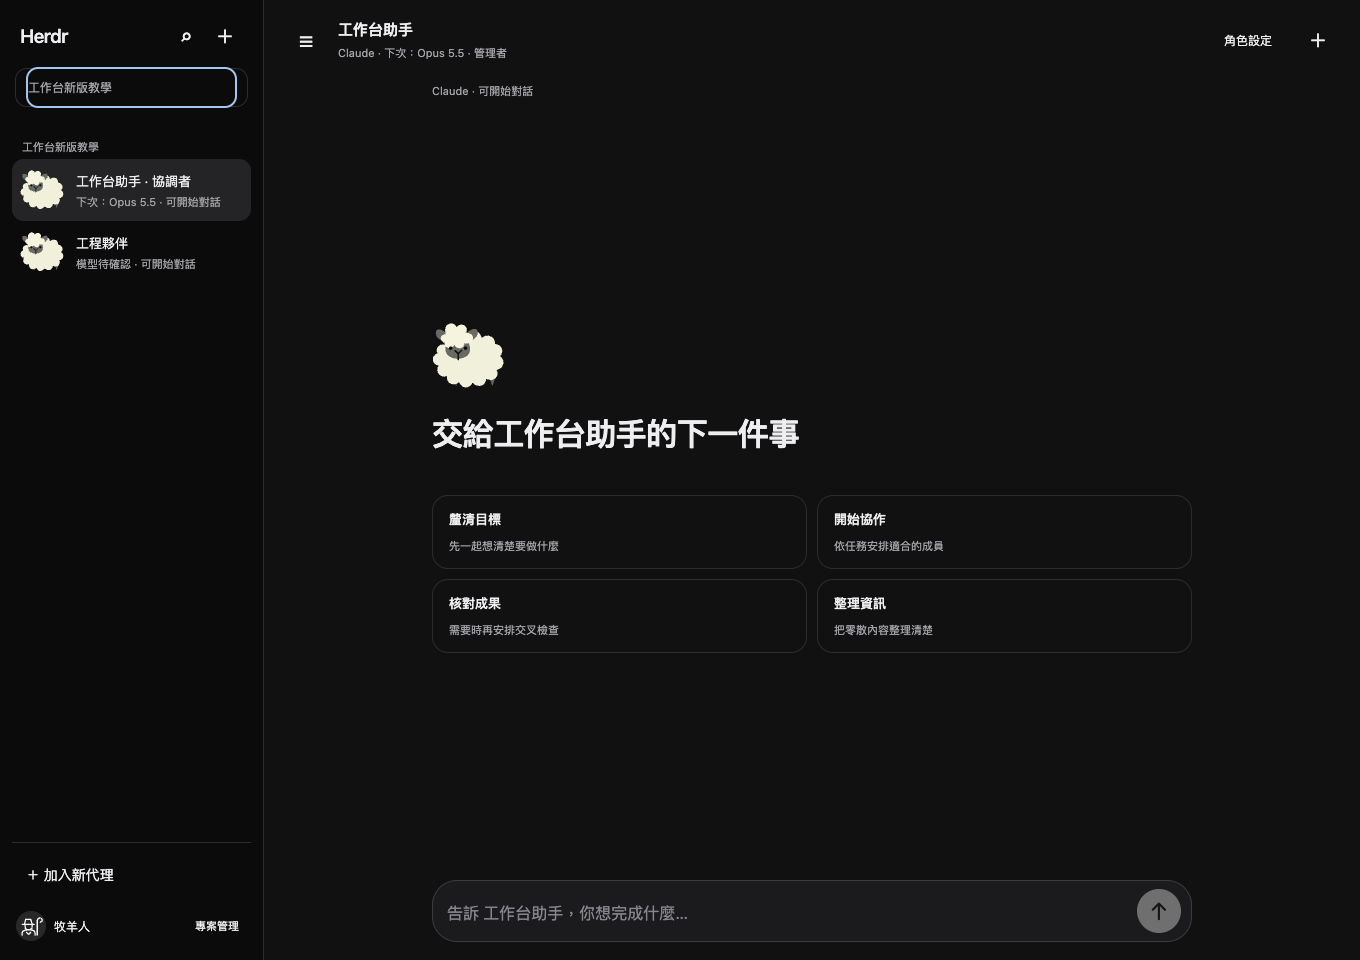 Herdr
工作台新版教學
工作台新版教學
工作台助手 · 協調者
下次：Opus 5.5 · 可開始對話
工程夥伴
模型待確認 · 可開始對話
+ 加入新代理
牧羊人
專案管理
工作台助手
Claude · 下次：Opus 5.5 · 管理者
角色設定
Claude · 可開始對話
交給工作台助手的下一件事
釐清目標
先一起想清楚要做什麼
開始協作
依任務安排適合的成員
核對成果
需要時再安排交叉檢查
整理資訊
把零散內容整理清楚
告訴 工作台助手，你想完成什麼...